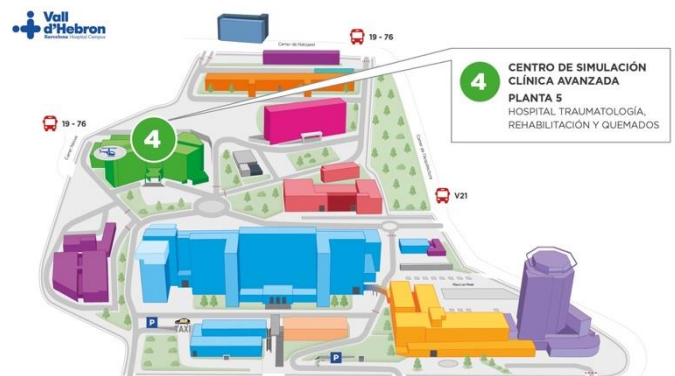 Vall
d'Hebron
Barcelona Hospital Campus
19 - 76
4
CENTRO DE SIMULACIÓN
CLÍNICA AVANZADA
PLANTA 5
HOSPITAL TRAUMATOLOGÍA,
REHABILITACIÓN Y QUEMADOS
19 - 76
4
V21
P
TAXI
P